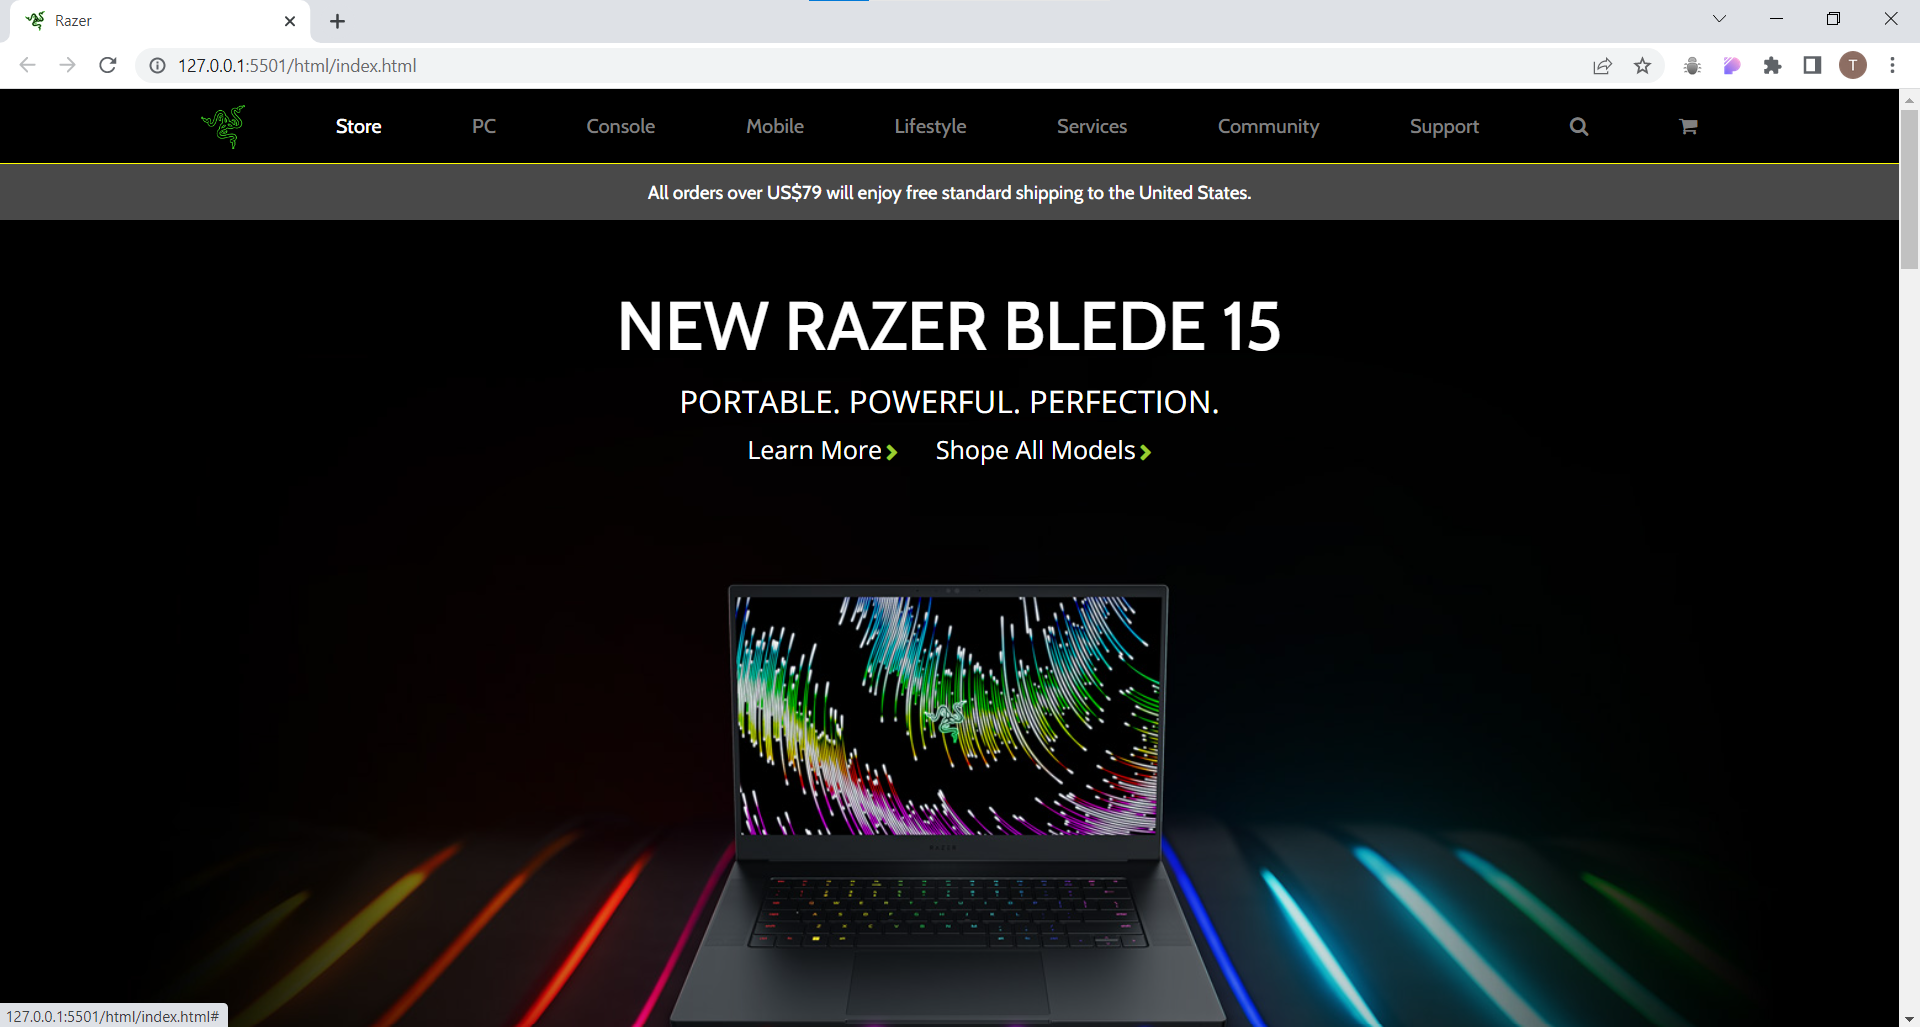 Razer
127.0.0.1:5501/html/index.html
T
Store PC Console Mobile Lifestyle Services Community Support
All orders over US$79 will enjoy free standard shipping to the United States.
NEW RAZER BLEDE 15
PORTABLE. POWERFUL. PERFECTION.
Learn More Shope All Models
RAZER
127.0.0.1:5501/html/index.html#